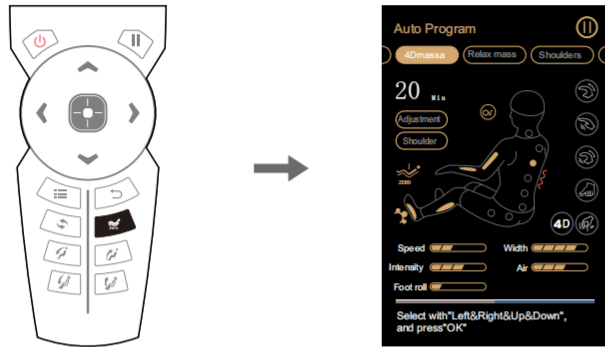 Auto Program
4Dmassa
Relax mass
Shoulders
20 Min
Adjustment
Shoulder
ZERO
4D
Speed
Width
Intensity
Air
Foot roll
Select with"Left&Right&Up&Down",
and press"OK"